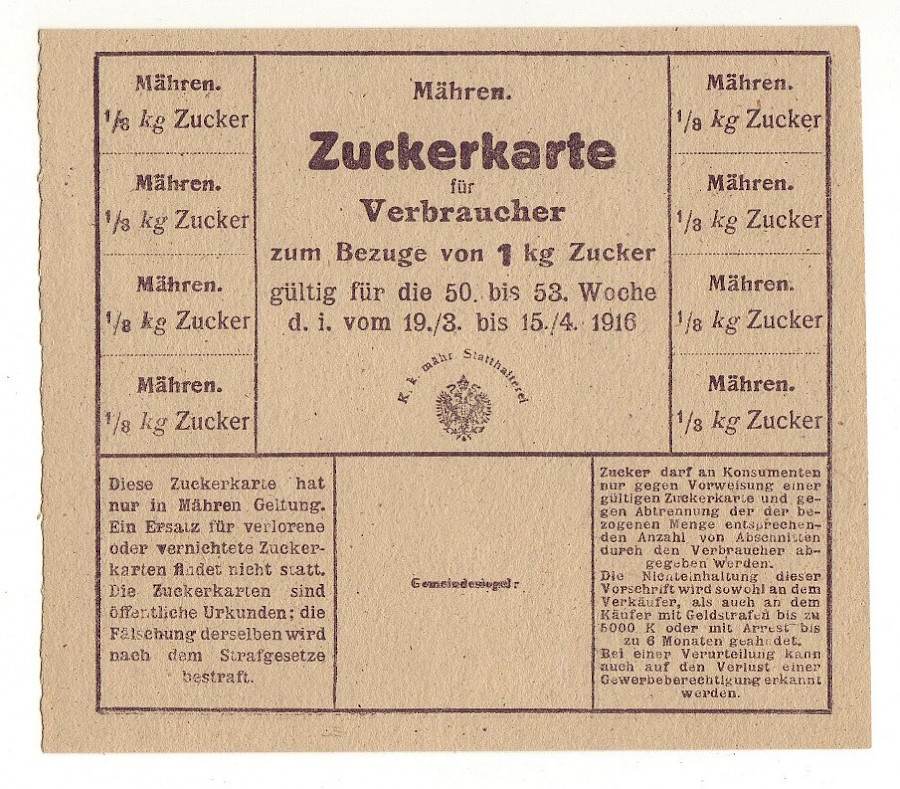 Mähren.
1/8 kg Zucker
Mähren.
1/8 kg Zucker
Mähren.
1/8 kg Zucker
Mähren.
1/8 kg Zucker
Mähren.
Zuckerkarte
für
Verbraucher
zum Bezuge von 1 kg Zucker
gültig für die 50. bis 53. Woche
d. i. vom 19./3. bis 15./4. 1916
K. k. mähr Statthalterei
Mähren.
1/8 kg Zucker
Mähren.
1/8 kg Zucker
Mähren.
1/8 kg Zucker
Mähren.
1/8 kg Zucker
Diese Zuckerkarte hat
nur in Mähren Geltung.
Ein Ersatz für verlorene
oder vernichtete Zucker-
karten findet nicht statt.
Die Zuckerkarten sind
öffentliche Urkunden; die
Fälschung derselben wird
nach dem Strafgesetze
bestraft.
Gemeindesiegel:
Zucker darf an Konsumenten
nur gegen Vorweisung einer
gültigen Zuckerkarte und ge-
gen Abtrennung der der be-
zogenen Menge entsprechen-
den Anzahl von Abschnitten
durch den Verbraucher ab-
gegeben werden.
Die Nichteinhaltung dieser
Vorschrift wird sowohl an dem
Verkäufer, als auch an dem
Käufer mit Geldstrafen bis zu
5000 K oder mit Arrest bis
zu 6 Monaten geahndet.
Bei einer Verurteilung kann
auch auf den Verlust einer
Gewerbeberechtigung erkannt
werden.